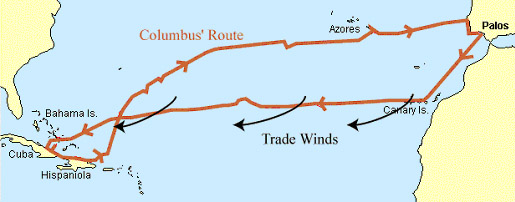 Columbus' Route
Azores
Palos
Bahama Is.
Canary Is.
Trade Winds
Cuba
Hispaniola